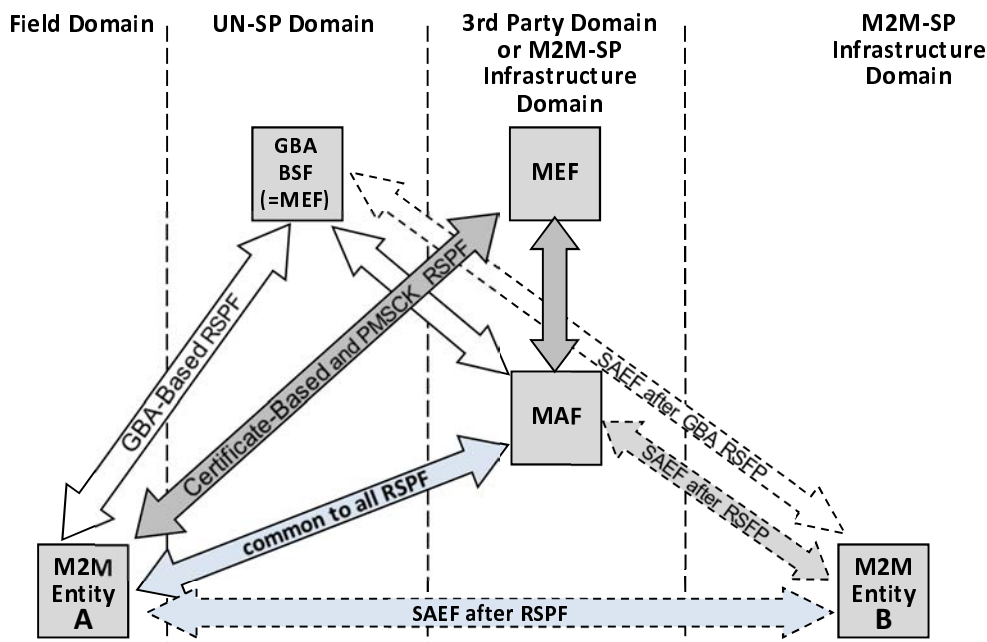 Field Domain
UN-SP Domain
3rd Party Domain
or M2M-SP
Infrastructure
Domain
M2M-SP
Infrastructure
Domain
GBA
BSF
(=MEF)
MEF
GBA-Based RSPF
Certificate-Based and PMSCK RSPF
SAEF after GBA RSFP
MAF
SAEF after RSFP
common to all RSPF
M2M
Entity
A
SAEF after RSPF
M2M
Entity
B